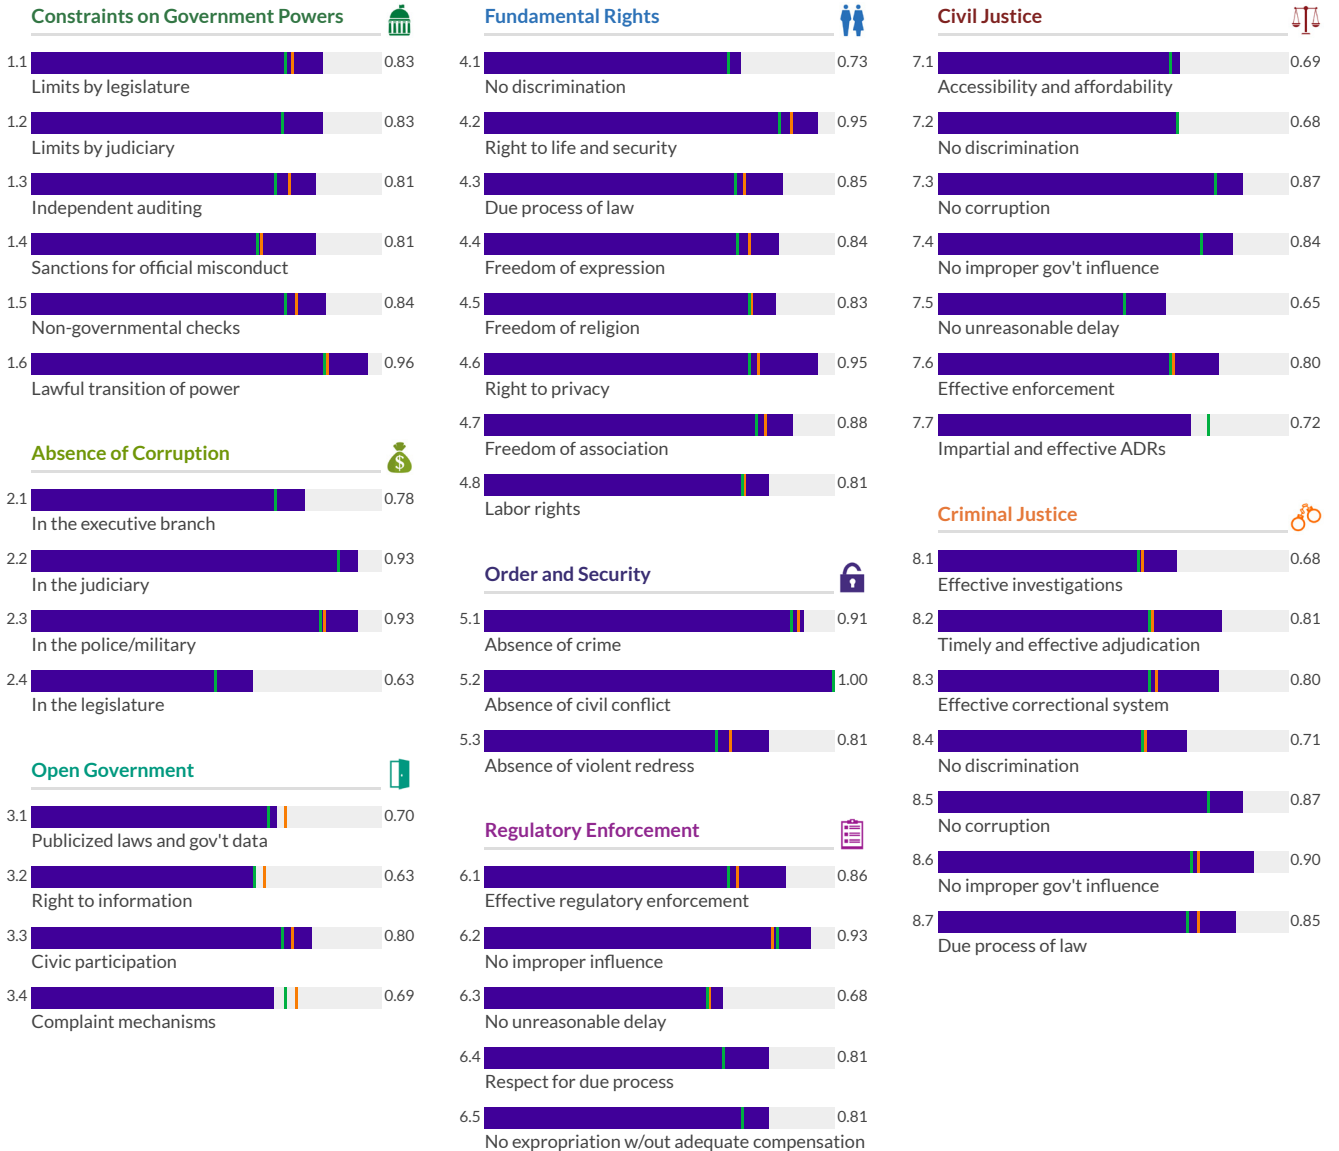 Constraints on Government Powers
1.1 0.83
Limits by legislature
1.2 0.83
Limits by judiciary
1.3 0.81
Independent auditing
1.4 0.81
Sanctions for official misconduct
1.5 0.84
Non-governmental checks
1.6 0.96
Lawful transition of power
Absence of Corruption
$
2.1 0.78
In the executive branch
2.2 0.93
In the judiciary
2.3 0.93
In the police/military
2.4 0.63
In the legislature
Open Government
3.1 0.70
Publicized laws and gov't data
3.2 0.63
Right to information
3.3 0.80
Civic participation
3.4 0.69
Complaint mechanisms
Fundamental Rights
4.1 0.73
No discrimination
4.2 0.95
Right to life and security
4.3 0.85
Due process of law
4.4 0.84
Freedom of expression
4.5 0.83
Freedom of religion
4.6 0.95
Right to privacy
4.7 0.88
Freedom of association
4.8 0.81
Labor rights
Order and Security
5.1 0.91
Absence of crime
5.2 1.00
Absence of civil conflict
5.3 0.81
Absence of violent redress
Regulatory Enforcement
6.1 0.86
Effective regulatory enforcement
6.2 0.93
No improper influence
6.3 0.68
No unreasonable delay
6.4 0.81
Respect for due process
6.5 0.81
No expropriation w/out adequate compensation
Civil Justice
7.1 0.69
Accessibility and affordability
7.2 0.68
No discrimination
7.3 0.87
No corruption
7.4 0.84
No improper gov't influence
7.5 0.65
No unreasonable delay
7.6 0.80
Effective enforcement
7.7 0.72
Impartial and effective ADRs
Criminal Justice
8.1 0.68
Effective investigations
8.2 0.81
Timely and effective adjudication
8.3 0.80
Effective correctional system
8.4 0.71
No discrimination
8.5 0.87
No corruption
8.6 0.90
No improper gov't influence
8.7 0.85
Due process of law